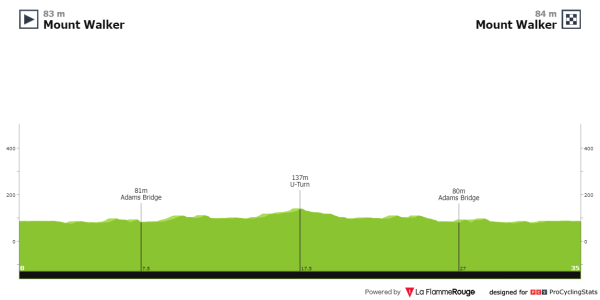 83 m
Mount Walker
84 m
Mount Walker
400
200
0
400
200
0
81m
Adams Bridge
137m
U-Turn
80m
Adams Bridge
0
7.6
17.5
27
35
Powered by La FlammeRouge designed for PCS ProCyclingStats